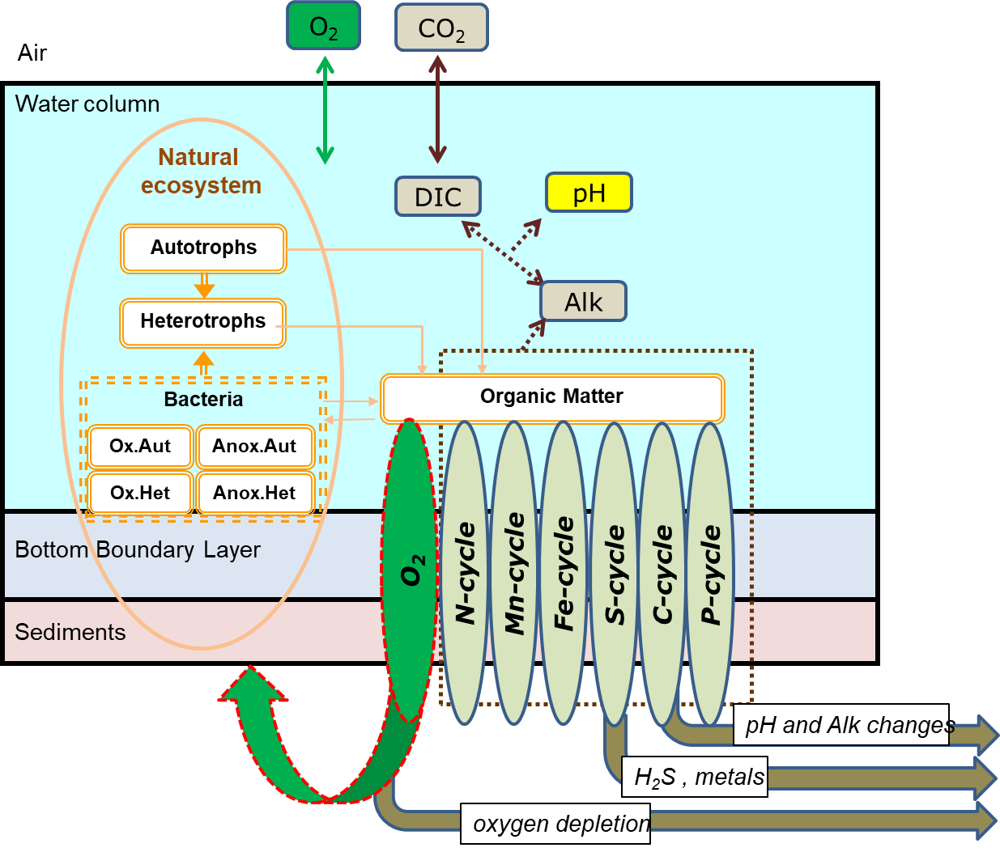 O₂
CO₂
Air
Water column
Natural
ecosystem
DIC
pH
Autotrophs
Alk
Heterotrophs
Bacteria
Organic Matter
Ox.Aut
Anox.Aut
Ox.Het
Anox.Het
Bottom Boundary Layer
O₂
N-cycle
Mn-cycle
Fe-cycle
S-cycle
C-cycle
P-cycle
Sediments
pH and Alk changes
H₂S , metals
oxygen depletion